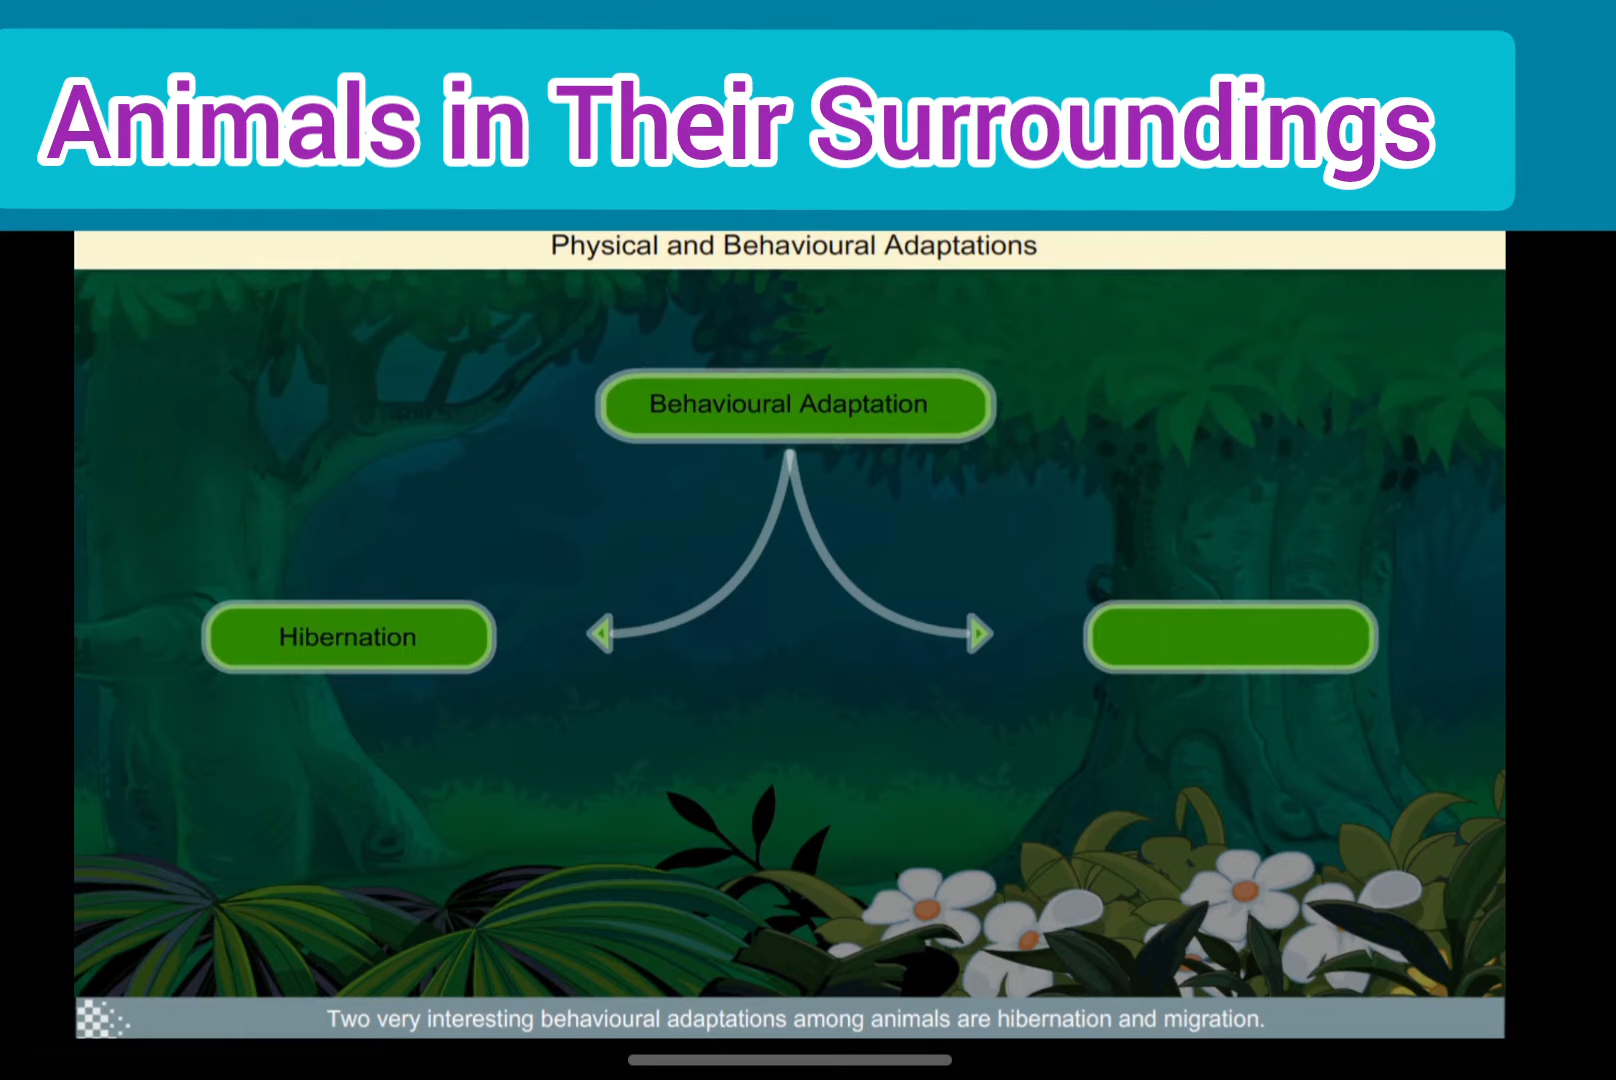 Animals in Their Surroundings
Physical and Behavioural Adaptations
Behavioural Adaptation
Hibernation
Two very interesting behavioural adaptations among animals are hibernation and migration.